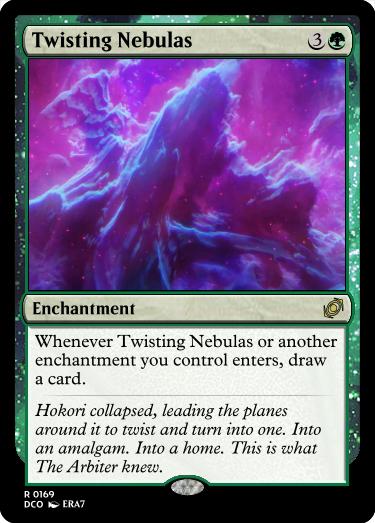 Twisting Nebulas 3
Enchantment
Whenever Twisting Nebulas or another
enchantment you control enters, draw
a card.
Hokori collapsed, leading the planes
around it to twist and turn into one. Into
an amalgam. Into a home. This is what
The Arbiter knew.
R 0169
DCO ERA7